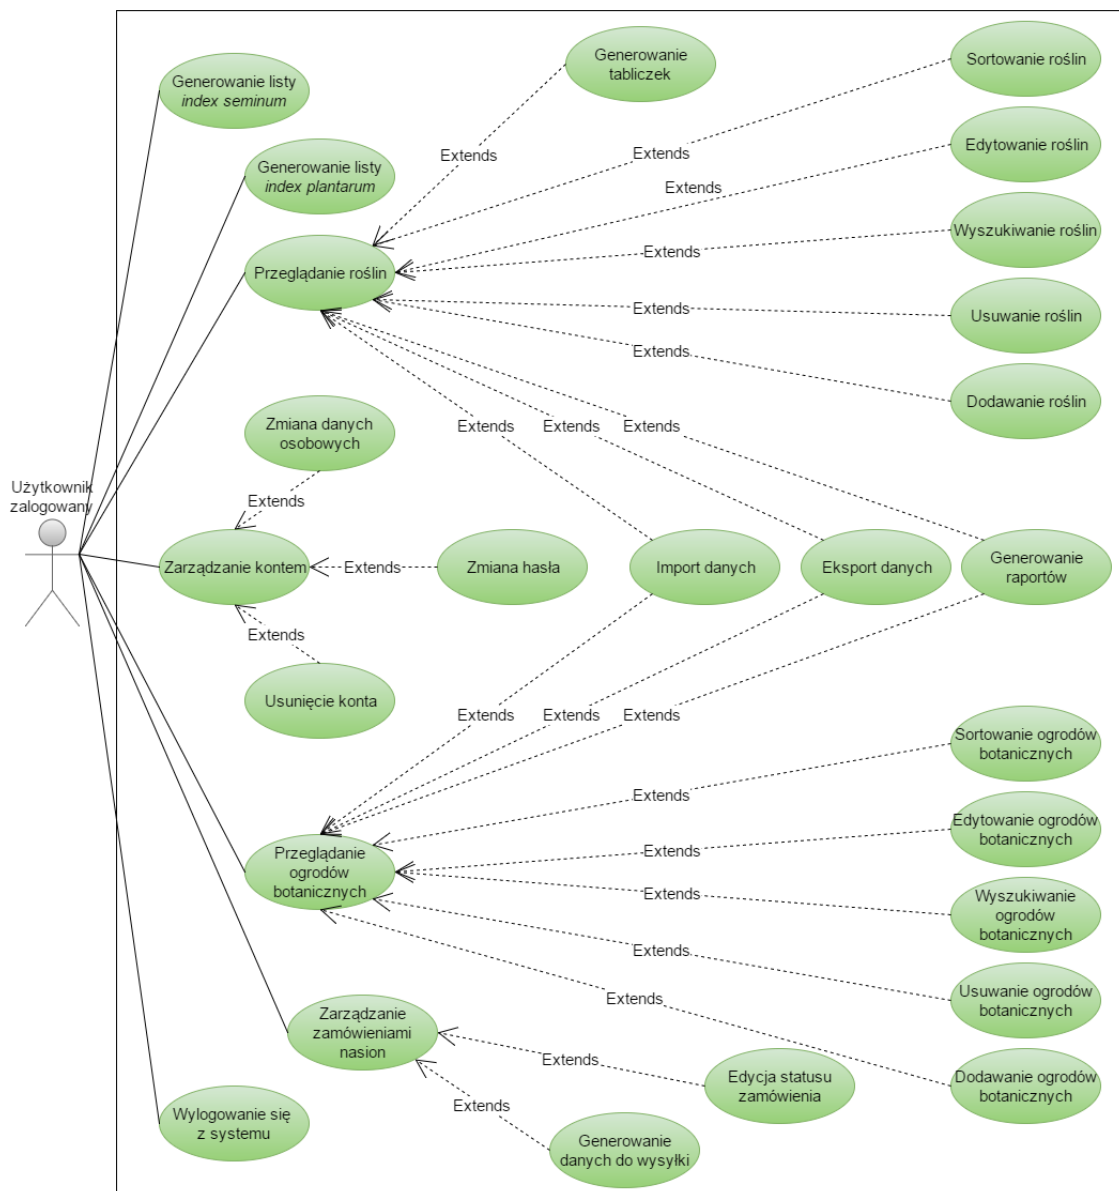 Generowanie
tabliczek
Sortowanie roślin
Generowanie listy
index seminum
Extends
Extends
Edytowanie roślin
Generowanie listy
index plantarum
Extends
Wyszukiwanie roślin
Extends
Przeglądanie roślin
Extends
Usuwanie roślin
Extends
Dodawanie roślin
Zmiana danych
osobowych
Extends
Extends
Extends
Użytkownik
zalogowany
Extends
Zarządzanie kontem
Extends
Zmiana hasła
Import danych
Eksport danych
Generowanie
raportów
Extends
Usunięcie konta
Extends
Extends
Extends
Sortowanie ogrodów
botanicznych
Extends
Edytowanie ogrodów
botanicznych
Extends
Przeglądanie
ogrodów
botanicznych
Extends
Wyszukiwanie
ogrodów
botanicznych
Extends
Usuwanie ogrodów
botanicznych
Extends
Zarządzanie
zamówieniami
nasion
Extends
Edycja statusu
zamówienia
Dodawanie ogrodów
botanicznych
Extends
Wylogowanie się
z systemu
Generowanie
danych do wysyłki